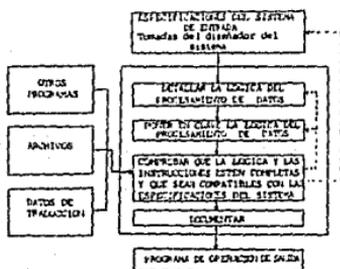 ESPECIFICACIONES DEL SISTEMA
DE ENTRADA
Tomadas del diseñador del
sistema
OTROS
PROGRAMAS
ARCHIVOS
DATOS DE
TRADUCCION
DETALLAR LA LOGICA DEL
PROCESAMIENTO DE DATOS
PONER EN CLAVE LA LOGICA DEL
PROCESAMIENTO DE DATOS
COMPROBAR QUE LA LOGICA Y LAS
INSTRUCCIONES ESTEN COMPLETAS
Y QUE SEAN COMPATIBLES CON LAS
ESPECIFICACIONES DEL SISTEMA
DOCUMENTAR
PROGRAMA DE OPERACION DE SALIDA